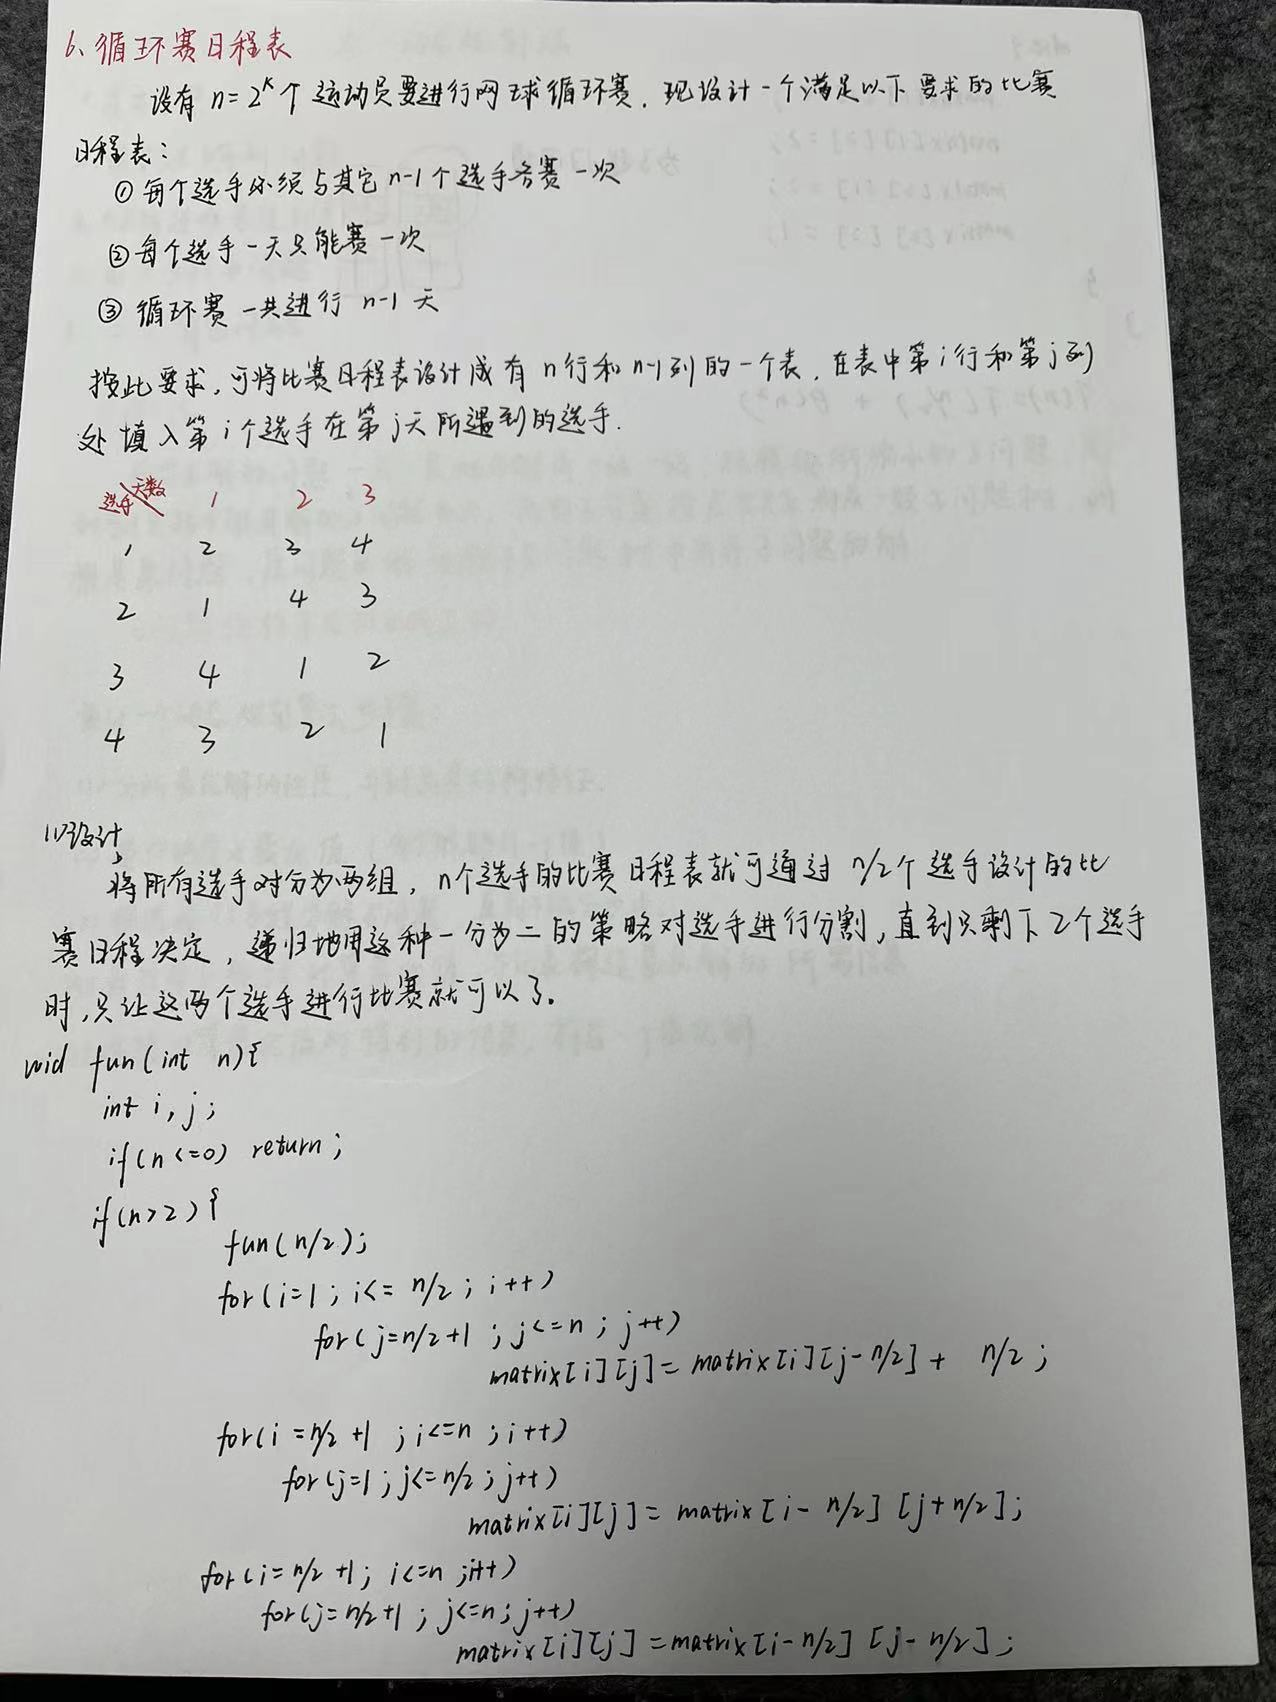 6、循环赛日程表
设有 n=2^k个运动员要进行网球循环赛，现设计一个满足以下要求的比赛
日程表：
① 每个选手必须与其它 n-1个选手各赛一次
② 每个选手一天只能赛一次
③ 循环赛一共进行 n-1 天
按此要求，可将比赛日程表设计成有 n行和 n-1列的一个表，在表中第 i 行和第 j 列
处填入第 i 个选手在第 j 天所遇到的选手.
选手\天数 1 2 3
1 2 3 4
2 1 4 3
3 4 1 2
4 3 2 1
(1)设计
将所有选手对分为两组，n个选手的比赛日程表就可通过 n/2个选手设计的比
赛日程决定，递归地用这种一分为二的策略对选手进行分割，直到只剩下2个选手
时，只让这两个选手进行比赛就可以了。
void fun(int n){
int i, j;
if(n<=0) return;
if(n>2){
fun(n/2);
for(i=1; i<= n/2; i++)
for(j=n/2+1; j<=n; j++)
matrix[i][j]= matrix[i][j-n/2] + n/2;
for(i=n/2+1; i<=n; i++)
for(j=1; j<=n/2; j++)
matrix[i][j]= matrix[i-n/2][j+n/2];
for(i=n/2+1; i<=n; i++)
for(j=n/2+1; j<=n; j++)
matrix[i][j]=matrix[i-n/2][j-n/2];